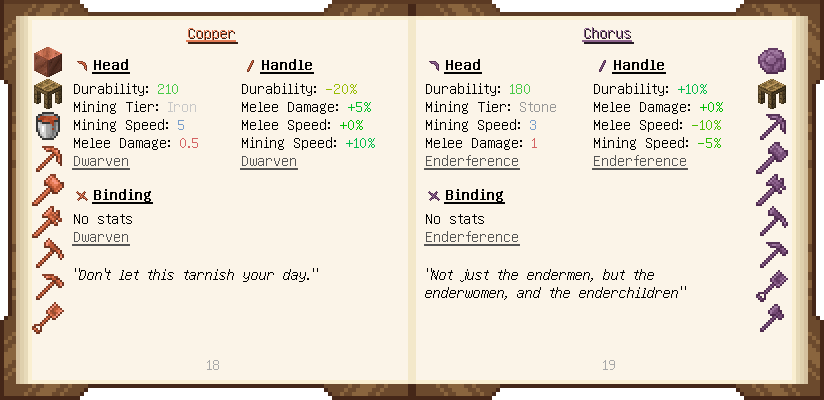 Copper
Head
Durability: 210
Mining Tier: Iron
Mining Speed: 5
Melee Damage: 0.5
Dwarven
Handle
Durability: -20%
Melee Damage: +5%
Melee Speed: +0%
Mining Speed: +10%
Dwarven
Binding
No stats
Dwarven
"Don't let this tarnish your day."
18
Chorus
Head
Durability: 180
Mining Tier: Stone
Mining Speed: 3
Melee Damage: 1
Enderference
Handle
Durability: +10%
Melee Damage: +0%
Melee Speed: -10%
Mining Speed: -5%
Enderference
Binding
No stats
Enderference
"Not just the endermen, but the
enderwomen, and the enderchildren"
19